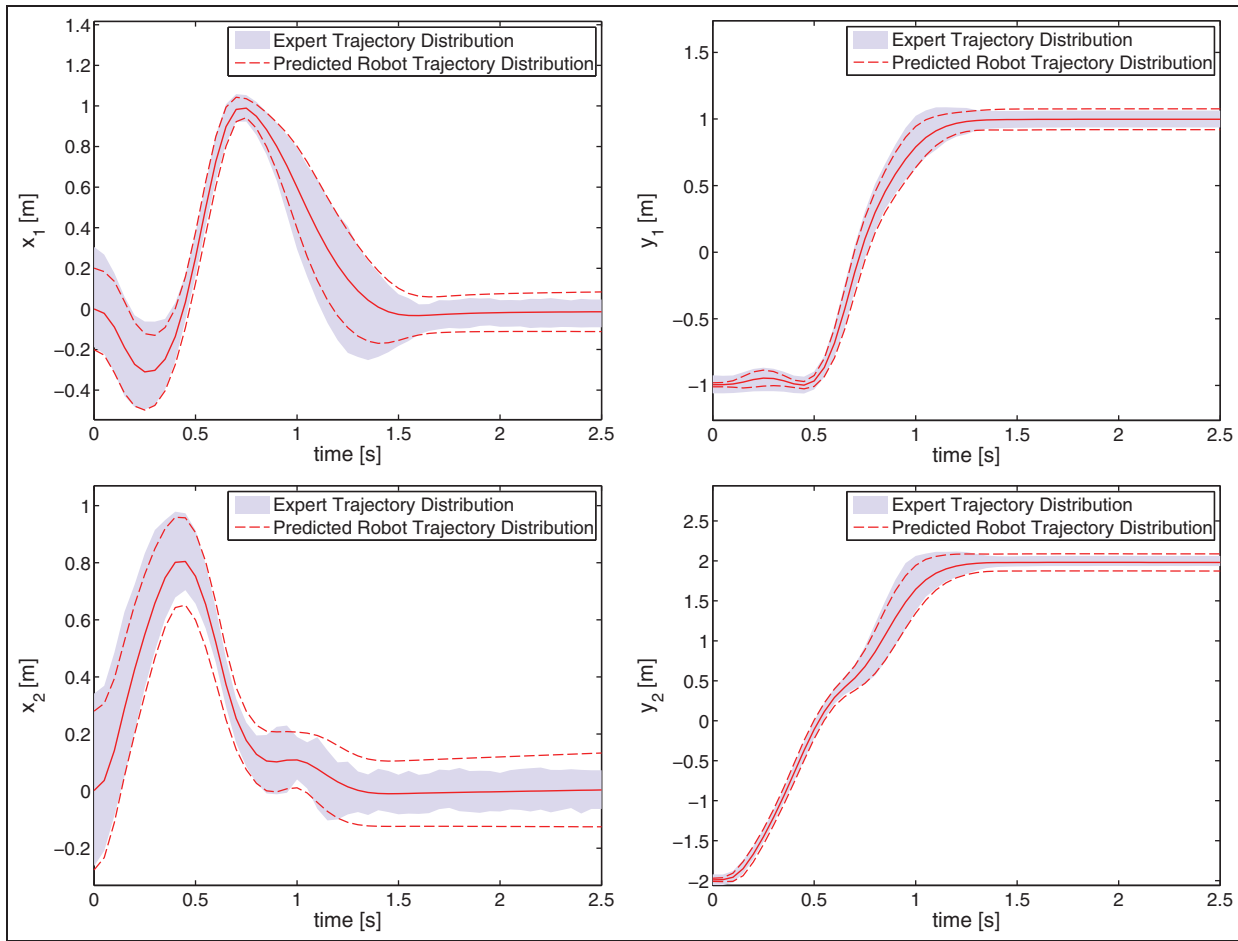 x1 [m]
1.4
1.2
1
0.8
0.6
0.4
0.2
0
−0.2
−0.4
Expert Trajectory Distribution
Predicted Robot Trajectory Distribution
0 0.5 1 1.5 2 2.5
time [s]
y1 [m]
1.5
1
0.5
0
−0.5
−1
Expert Trajectory Distribution
Predicted Robot Trajectory Distribution
0 0.5 1 1.5 2 2.5
time [s]
x2 [m]
1
0.8
0.6
0.4
0.2
0
−0.2
Expert Trajectory Distribution
Predicted Robot Trajectory Distribution
0 0.5 1 1.5 2 2.5
time [s]
y2 [m]
2.5
2
1.5
1
0.5
0
−0.5
−1
−1.5
−2
Expert Trajectory Distribution
Predicted Robot Trajectory Distribution
0 0.5 1 1.5 2 2.5
time [s]